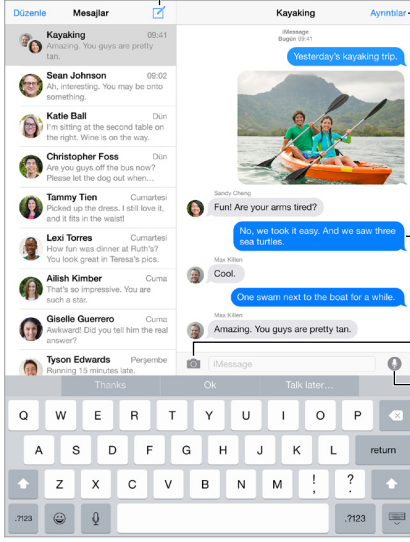 Düzenle
Mesajlar
Kayaking
Ayrıntılar
Kayaking
09:41
Amazing. You guys are pretty
tan.
Sean Johnson
09:02
Ah, interesting. You may be onto
something.
Katie Ball
Dün
I'm sitting at the second table on
the right. Wine is on the way.
Christopher Foss
Dün
Are you guys off the bus now?
Please let the dog out when...
Tammy Tien
Cumartesi
Picked up the dress. I still love it,
and it fits in the waist!
Lexi Torres
Cumartesi
How fun was dinner at Ruth's?
You look great in Teresa's pics.
Ailish Kimber
Cuma
That's so impressive. You are
such a star.
Giselle Guerrero
Cuma
Awkward! Did you tell him the real
answer?
Tyson Edwards
Perşembe
Running 15 minutes late.
iMessage
Bugün 09:41
Yesterday's kayaking trip.
Sandy Cheng
Fun! Are your arms tired?
No, we took it easy. And we saw three
sea turtles.
Max Killen
Cool.
One swam next to the boat for a while.
Max Killen
Amazing. You guys are pretty tan.
iMessage
Thanks
Ok
Talk later...
Q W E R T Y U I O P
A S D F G H J K L return
Z X C V B N M ! , ? .
.?123
.?123